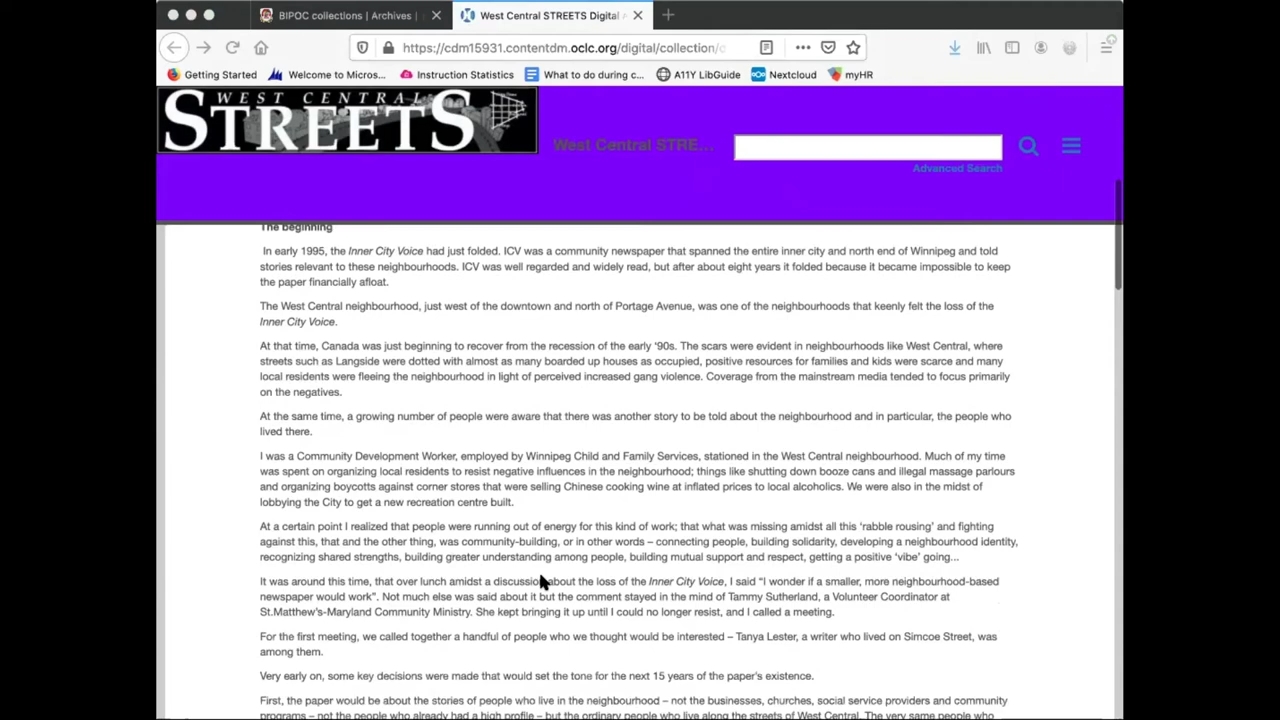 BIPOC collections | Archives |
West Central STREETS Digital
https://cdm15931.contentdm.oclc.org/digital/collection/
Getting Started
Welcome to Micros...
Instruction Statistics
What to do during c...
A11Y LibGuide
Nextcloud
myHR
WEST CENTRAL
STREETS
West Central STRE...
Advanced Search
The beginning
In early 1995, the Inner City Voice had just folded. ICV was a community newspaper that spanned the entire inner city and north end of Winnipeg and told
stories relevant to these neighbourhoods. ICV was well regarded and widely read, but after about eight years it folded because it became impossible to keep
the paper financially afloat.
The West Central neighbourhood, just west of the downtown and north of Portage Avenue, was one of the neighbourhoods that keenly felt the loss of the
Inner City Voice.
At that time, Canada was just beginning to recover from the recession of the early '90s. The scars were evident in neighbourhoods like West Central, where
streets such as Langside were dotted with almost as many boarded up houses as occupied, positive resources for families and kids were scarce and many
local residents were fleeing the neighbourhood in light of perceived increased gang violence. Coverage from the mainstream media tended to focus primarily
on the negatives.
At the same time, a growing number of people were aware that there was another story to be told about the neighbourhood and in particular, the people who
lived there.
I was a Community Development Worker, employed by Winnipeg Child and Family Services, stationed in the West Central neighbourhood. Much of my time
was spent on organizing local residents to resist negative influences in the neighbourhood; things like shutting down booze cans and illegal massage parlours
and organizing boycotts against corner stores that were selling Chinese cooking wine at inflated prices to local alcoholics. We were also in the midst of
lobbying the City to get a new recreation centre built.
At a certain point I realized that people were running out of energy for this kind of work; that what was missing amidst all this 'rabble rousing' and fighting
against this, that and the other thing, was community-building, or in other words – connecting people, building solidarity, developing a neighbourhood identity,
recognizing shared strengths, building greater understanding among people, building mutual support and respect, getting a positive 'vibe' going...
It was around this time, that over lunch amidst a discussion about the loss of the Inner City Voice, I said "I wonder if a smaller, more neighbourhood-based
newspaper would work". Not much else was said about it but the comment stayed in the mind of Tammy Sutherland, a Volunteer Coordinator at
St.Matthew's-Maryland Community Ministry. She kept bringing it up until I could no longer resist, and I called a meeting.
For the first meeting, we called together a handful of people who we thought would be interested – Tanya Lester, a writer who lived on Simcoe Street, was
among them.
Very early on, some key decisions were made that would set the tone for the next 15 years of the paper's existence.
First, the paper would be about the stories of people who live in the neighbourhood – not the businesses, churches, social service providers and community
programs – not the people who already had a high profile – but the ordinary people who live along the streets of West Central. The very same people who